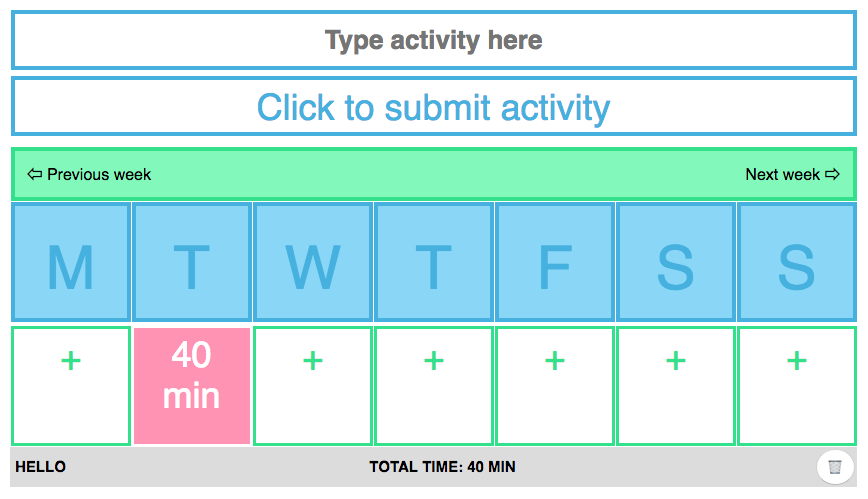 Type activity here
Click to submit activity
⇦ Previous week Next week ⇨
M T W T F S S
+ 40 min + + + + +
HELLO TOTAL TIME: 40 MIN